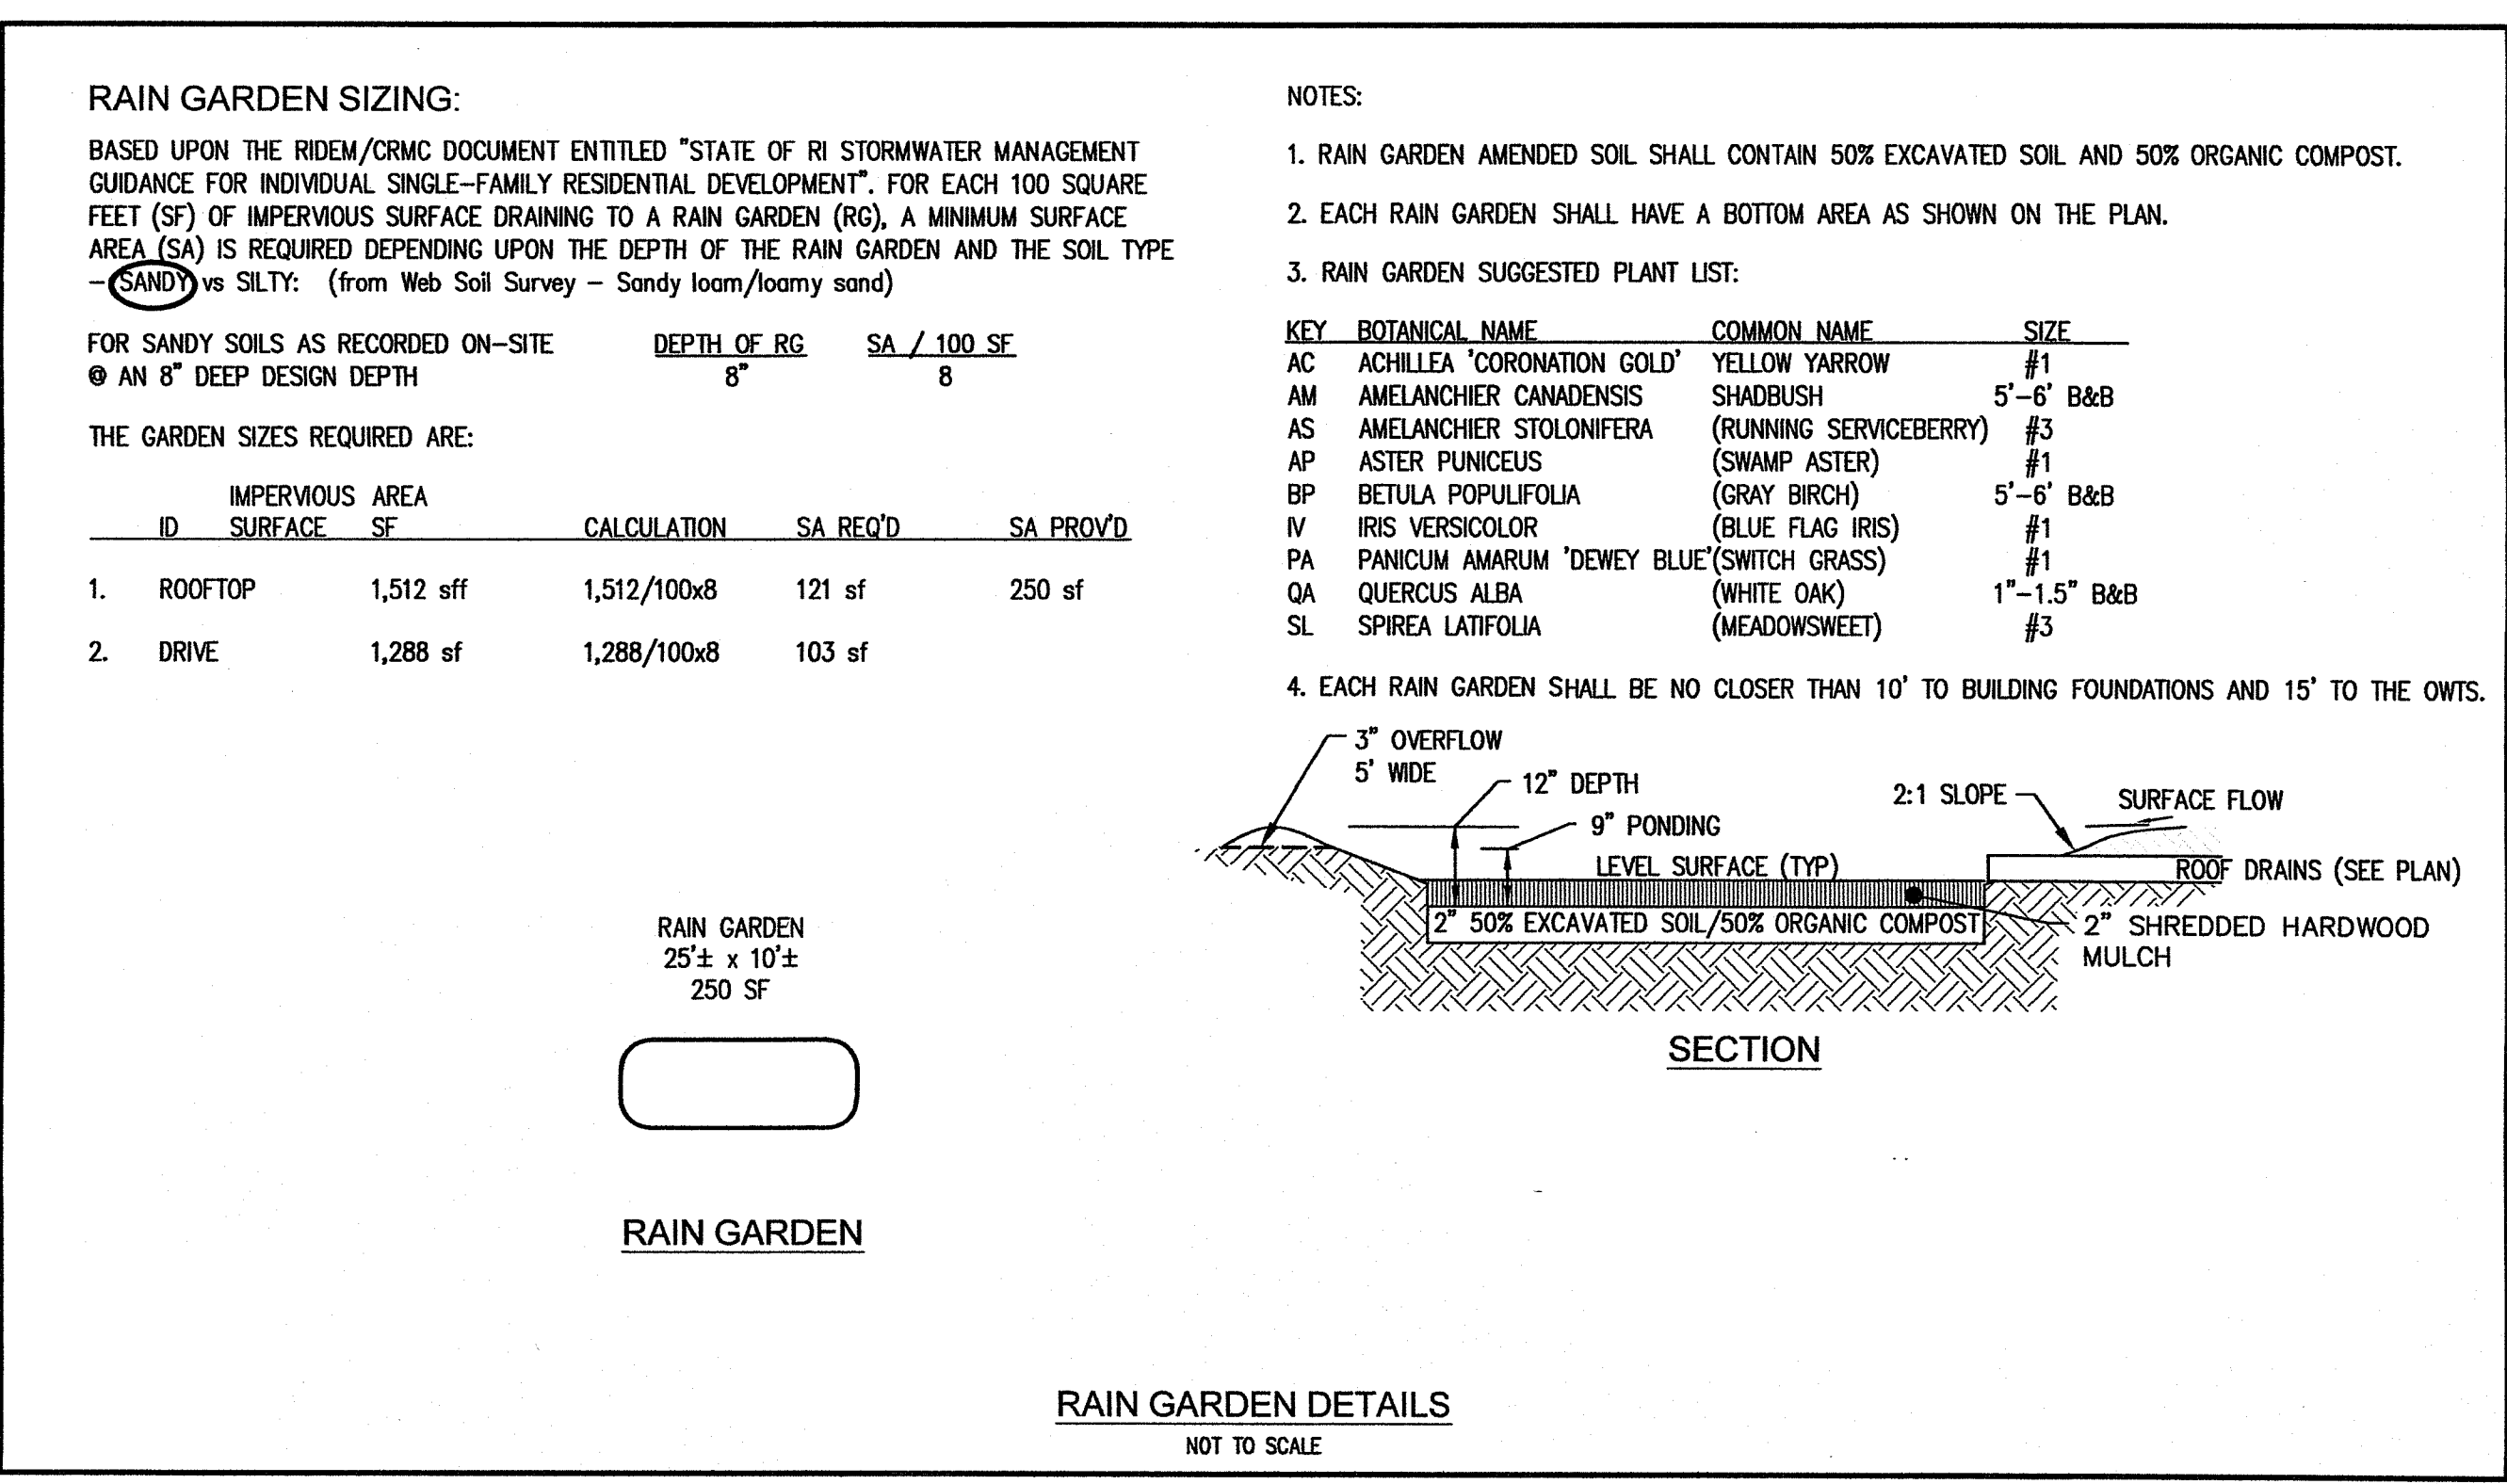 RAIN GARDEN SIZING:
BASED UPON THE RIDEM/CRMC DOCUMENT ENTITLED "STATE OF RI STORMWATER MANAGEMENT
GUIDANCE FOR INDIVIDUAL SINGLE-FAMILY RESIDENTIAL DEVELOPMENT". FOR EACH 100 SQUARE
FEET (SF) OF IMPERVIOUS SURFACE DRAINING TO A RAIN GARDEN (RG), A MINIMUM SURFACE
AREA (SA) IS REQUIRED DEPENDING UPON THE DEPTH OF THE RAIN GARDEN AND THE SOIL TYPE
- SANDY vs SILTY: (from Web Soil Survey - Sandy loam/loamy sand)
FOR SANDY SOILS AS RECORDED ON-SITE DEPTH OF RG SA / 100 SF
@ AN 8" DEEP DESIGN DEPTH 8" 8
THE GARDEN SIZES REQUIRED ARE:
IMPERVIOUS AREA
ID SURFACE SF CALCULATION SA REQ'D SA PROV'D
1. ROOFTOP 1,512 sff 1,512/100x8 121 sf 250 sf
2. DRIVE 1,288 sf 1,288/100x8 103 sf
RAIN GARDEN
25'± x 10'±
250 SF
RAIN GARDEN
NOTES:
1. RAIN GARDEN AMENDED SOIL SHALL CONTAIN 50% EXCAVATED SOIL AND 50% ORGANIC COMPOST.
2. EACH RAIN GARDEN SHALL HAVE A BOTTOM AREA AS SHOWN ON THE PLAN.
3. RAIN GARDEN SUGGESTED PLANT LIST:
KEY BOTANICAL NAME COMMON NAME SIZE
AC ACHILLEA 'CORONATION GOLD' YELLOW YARROW #1
AM AMELANCHIER CANADENSIS SHADBUSH 5'-6' B&B
AS AMELANCHIER STOLONIFERA (RUNNING SERVICEBERRY) #3
AP ASTER PUNICEUS (SWAMP ASTER) #1
BP BETULA POPULIFOLIA (GRAY BIRCH) 5'-6' B&B
IV IRIS VERSICOLOR (BLUE FLAG IRIS) #1
PA PANICUM AMARUM 'DEWEY BLUE' (SWITCH GRASS) #1
QA QUERCUS ALBA (WHITE OAK) 1"-1.5" B&B
SL SPIREA LATIFOLIA (MEADOWSWEET) #3
4. EACH RAIN GARDEN SHALL BE NO CLOSER THAN 10' TO BUILDING FOUNDATIONS AND 15' TO THE OWTS.
3" OVERFLOW
5' WIDE
12" DEPTH
9" PONDING
2:1 SLOPE
SURFACE FLOW
LEVEL SURFACE (TYP)
ROOF DRAINS (SEE PLAN)
2" 50% EXCAVATED SOIL/50% ORGANIC COMPOST
2" SHREDDED HARDWOOD
MULCH
SECTION
RAIN GARDEN DETAILS
NOT TO SCALE